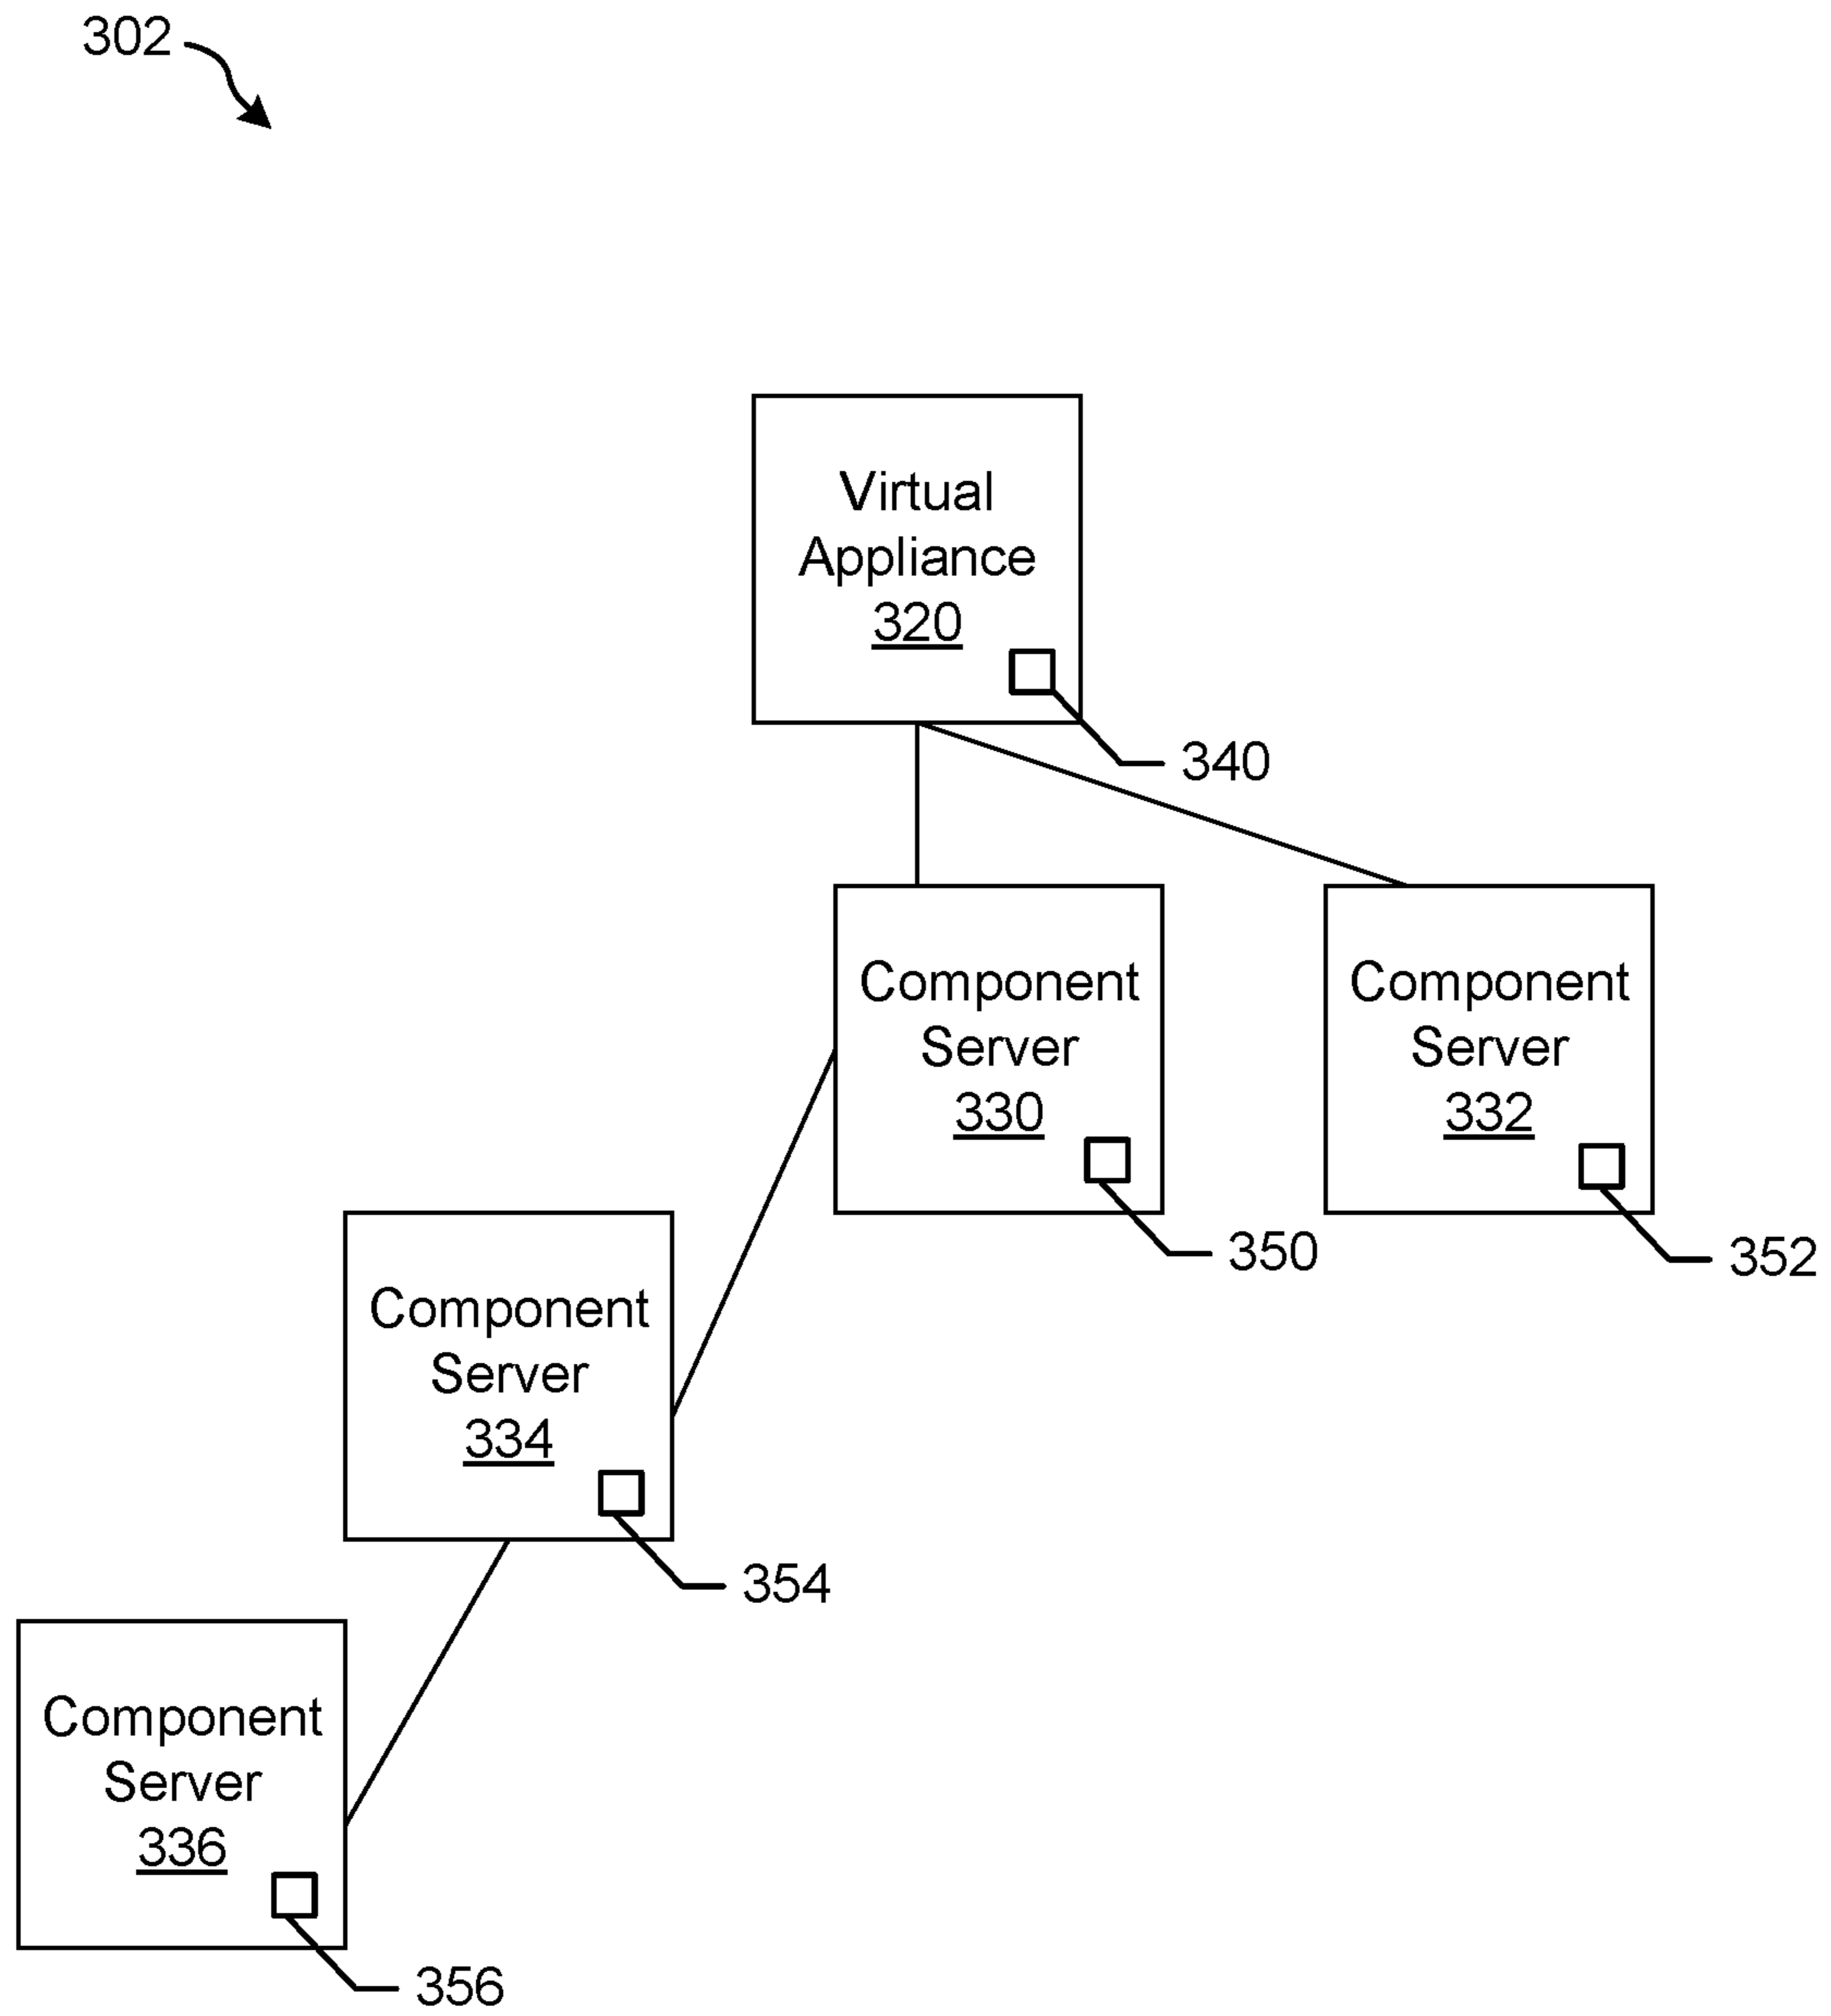 302
Virtual
Appliance
320
340
Component
Server
330
350
Component
Server
332
352
Component
Server
334
354
Component
Server
336
356